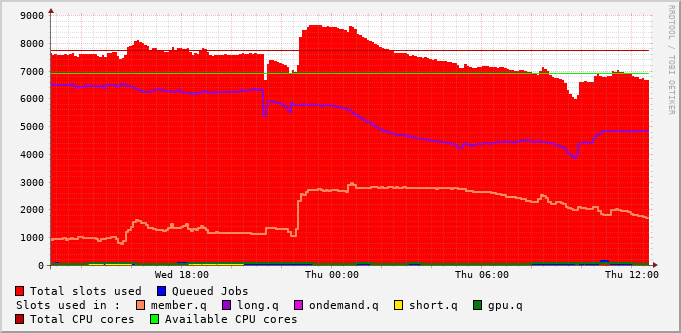 RRDTOOL / TOBI OETIKER
9000
8000
7000
6000
5000
4000
3000
2000
1000
0
Wed 18:00 Thu 00:00 Thu 06:00 Thu 12:00
Total slots used Queued Jobs
Slots used in : member.q long.q ondemand.q short.q gpu.q
Total CPU cores Available CPU cores